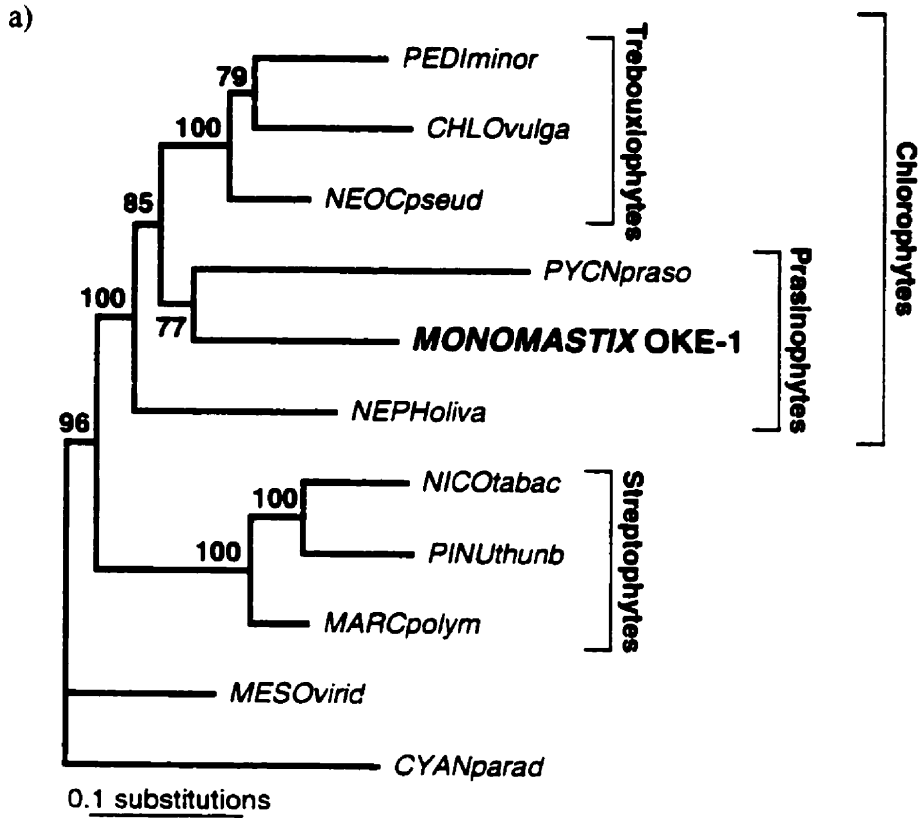 a)
PEDIminor
79
CHLOvulga
100
NEOCpseud
Trebouxiophytes
85
PYCNpraso
77
MONOMASTIX OKE-1
100
NEPHoliva
Prasinophytes
Chlorophytes
96
NICOtabac
100
PINUthunb
100
MARCpolym
Streptophytes
MESOvirid
CYANparad
0.1 substitutions